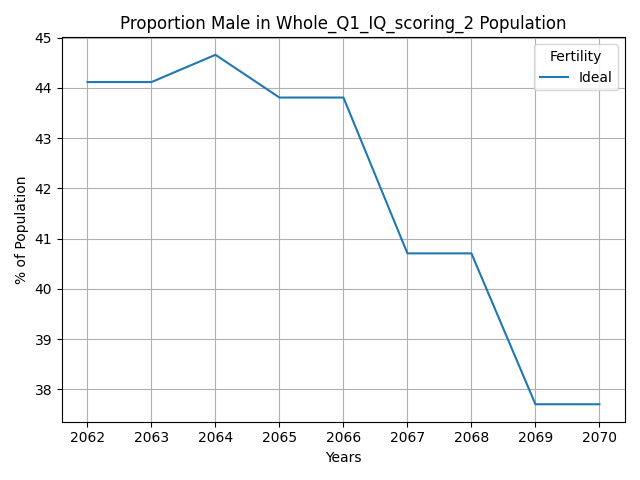 Proportion Male in Whole_Q1_IQ_scoring_2 Population
45
44
43
42
41
40
39
38
% of Population
Fertility
Ideal
2062 2063 2064 2065 2066 2067 2068 2069 2070
Years